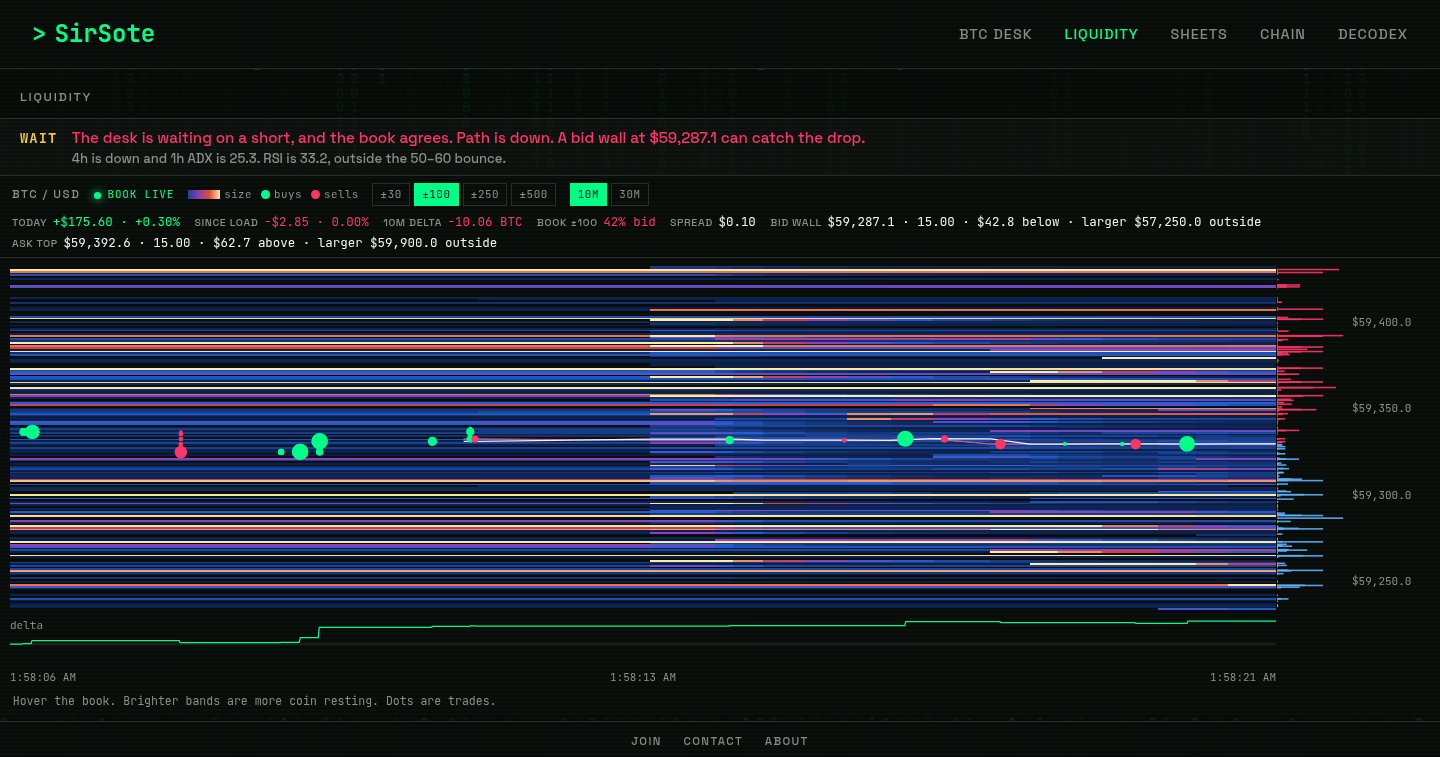 > SirSote
BTC DESK LIQUIDITY SHEETS CHAIN DECODEX
LIQUIDITY
WAIT The desk is waiting on a short, and the book agrees. Path is down. A bid wall at $59,287.1 can catch the drop.
4h is down and 1h ADX is 25.3. RSI is 33.2, outside the 50–60 bounce.
BTC / USD BOOK LIVE size buys sells ±30 ±100 ±250 ±500 10M 30M
TODAY +$175.60 · +0.30% SINCE LOAD -$2.85 · 0.00% 10M DELTA -10.06 BTC BOOK ±100 42% bid SPREAD $0.10 BID WALL $59,287.1 · 15.00 · $42.8 below · larger $57,250.0 outside
ASK TOP $59,392.6 · 15.00 · $62.7 above · larger $59,900.0 outside
$59,400.0
$59,350.0
$59,300.0
$59,250.0
delta
1:58:06 AM 1:58:13 AM 1:58:21 AM
Hover the book. Brighter bands are more coin resting. Dots are trades.
JOIN CONTACT ABOUT